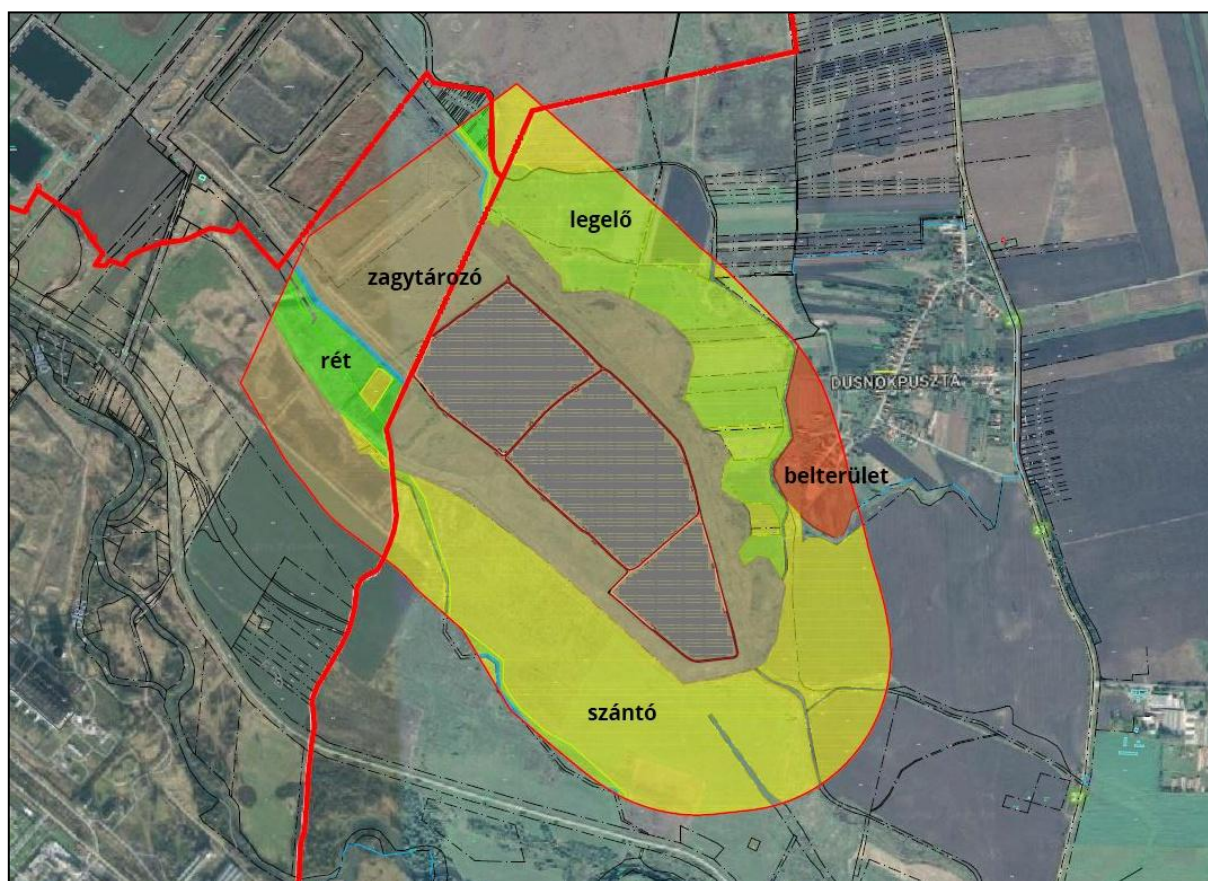 legelő
zagytározó
rét
DUSNOKPUSZTA
belterület
szántó